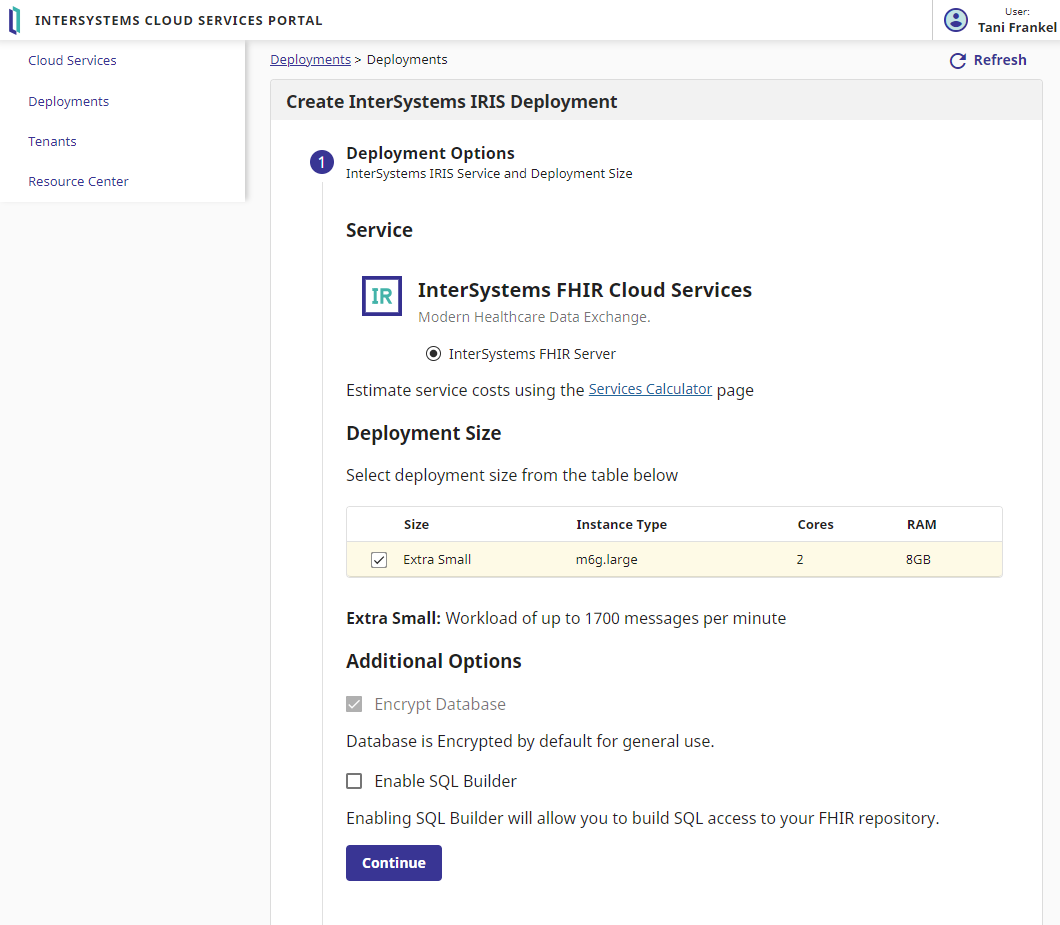 INTERSYSTEMS CLOUD SERVICES PORTAL
User:
Tani Frankel
Cloud Services
Deployments
Tenants
Resource Center
Deployments > Deployments
Refresh
Create InterSystems IRIS Deployment
1
Deployment Options
InterSystems IRIS Service and Deployment Size
Service
IR
InterSystems FHIR Cloud Services
Modern Healthcare Data Exchange.
InterSystems FHIR Server
Estimate service costs using the Services Calculator page
Deployment Size
Select deployment size from the table below
Size Instance Type Cores RAM
Extra Small m6g.large 2 8GB
Extra Small: Workload of up to 1700 messages per minute
Additional Options
Encrypt Database
Database is Encrypted by default for general use.
Enable SQL Builder
Enabling SQL Builder will allow you to build SQL access to your FHIR repository.
Continue